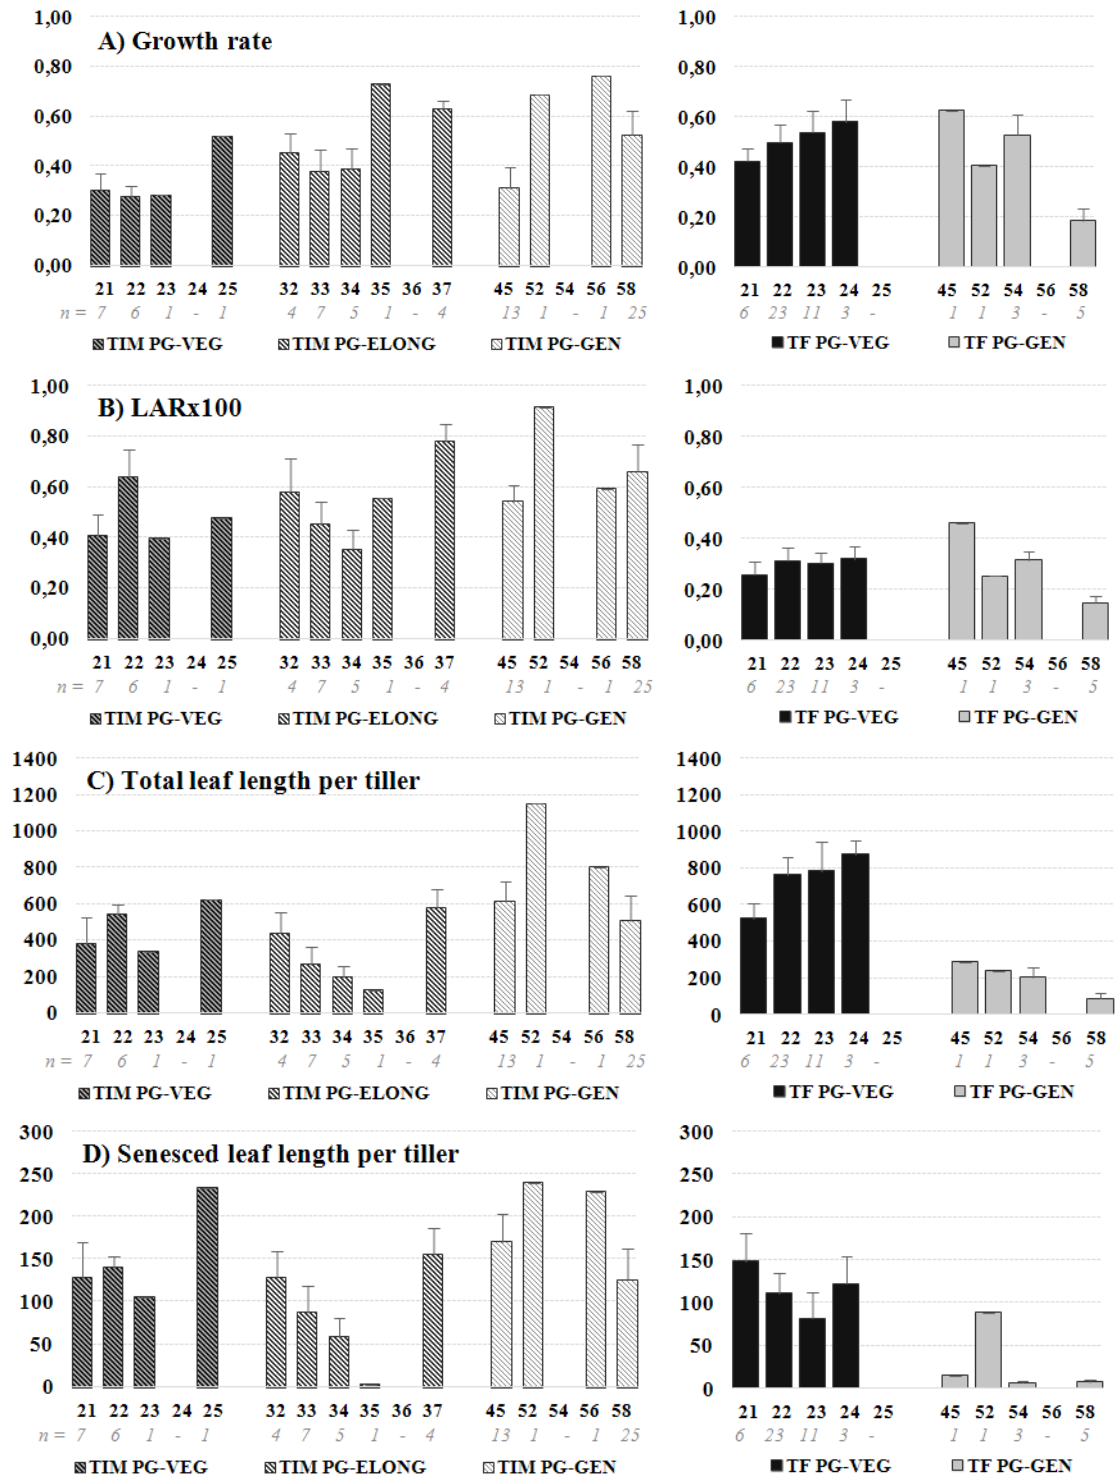 A) Growth rate
1,00 1,00
0,80 0,80
0,60 0,60
0,40 0,40
0,20 0,20
0,00 0,00
21 22 23 24 25 32 33 34 35 36 37 45 52 54 56 58 21 22 23 24 25 45 52 54 56 58
n = 7 6 1 - 1 4 7 5 1 - 4 13 1 - 1 25 6 23 11 3 - 1 1 3 - 5
TIM PG-VEG TIM PG-ELONG TIM PG-GEN TF PG-VEG TF PG-GEN
B) LARx100
1,00 1,00
0,80 0,80
0,60 0,60
0,40 0,40
0,20 0,20
0,00 0,00
21 22 23 24 25 32 33 34 35 36 37 45 52 54 56 58 21 22 23 24 25 45 52 54 56 58
n = 7 6 1 - 1 4 7 5 1 - 4 13 1 - 1 25 6 23 11 3 - 1 1 3 - 5
TIM PG-VEG TIM PG-ELONG TIM PG-GEN TF PG-VEG TF PG-GEN
C) Total leaf length per tiller
1400 1400
1200 1200
1000 1000
800 800
600 600
400 400
200 200
0 0
21 22 23 24 25 32 33 34 35 36 37 45 52 54 56 58 21 22 23 24 25 45 52 54 56 58
n = 7 6 1 - 1 4 7 5 1 - 4 13 1 - 1 25 6 23 11 3 - 1 1 3 - 5
TIM PG-VEG TIM PG-ELONG TIM PG-GEN TF PG-VEG TF PG-GEN
D) Senesced leaf length per tiller
300 300
250 250
200 200
150 150
100 100
50 50
0 0
21 22 23 24 25 32 33 34 35 36 37 45 52 54 56 58 21 22 23 24 25 45 52 54 56 58
n = 7 6 1 - 1 4 7 5 1 - 4 13 1 - 1 25 6 23 11 3 - 1 1 3 - 5
TIM PG-VEG TIM PG-ELONG TIM PG-GEN TF PG-VEG TF PG-GEN